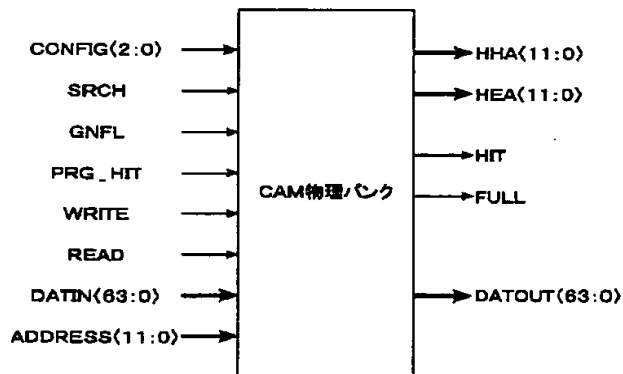 CONFIG⟨2:0⟩
SRCH
GNFL
PRG_HIT
WRITE
READ
DATIN⟨63:0⟩
ADDRESS⟨11:0⟩
CAM物理バンク
HHA⟨11:0⟩
HEA⟨11:0⟩
HIT
FULL
DATOUT⟨63:0⟩